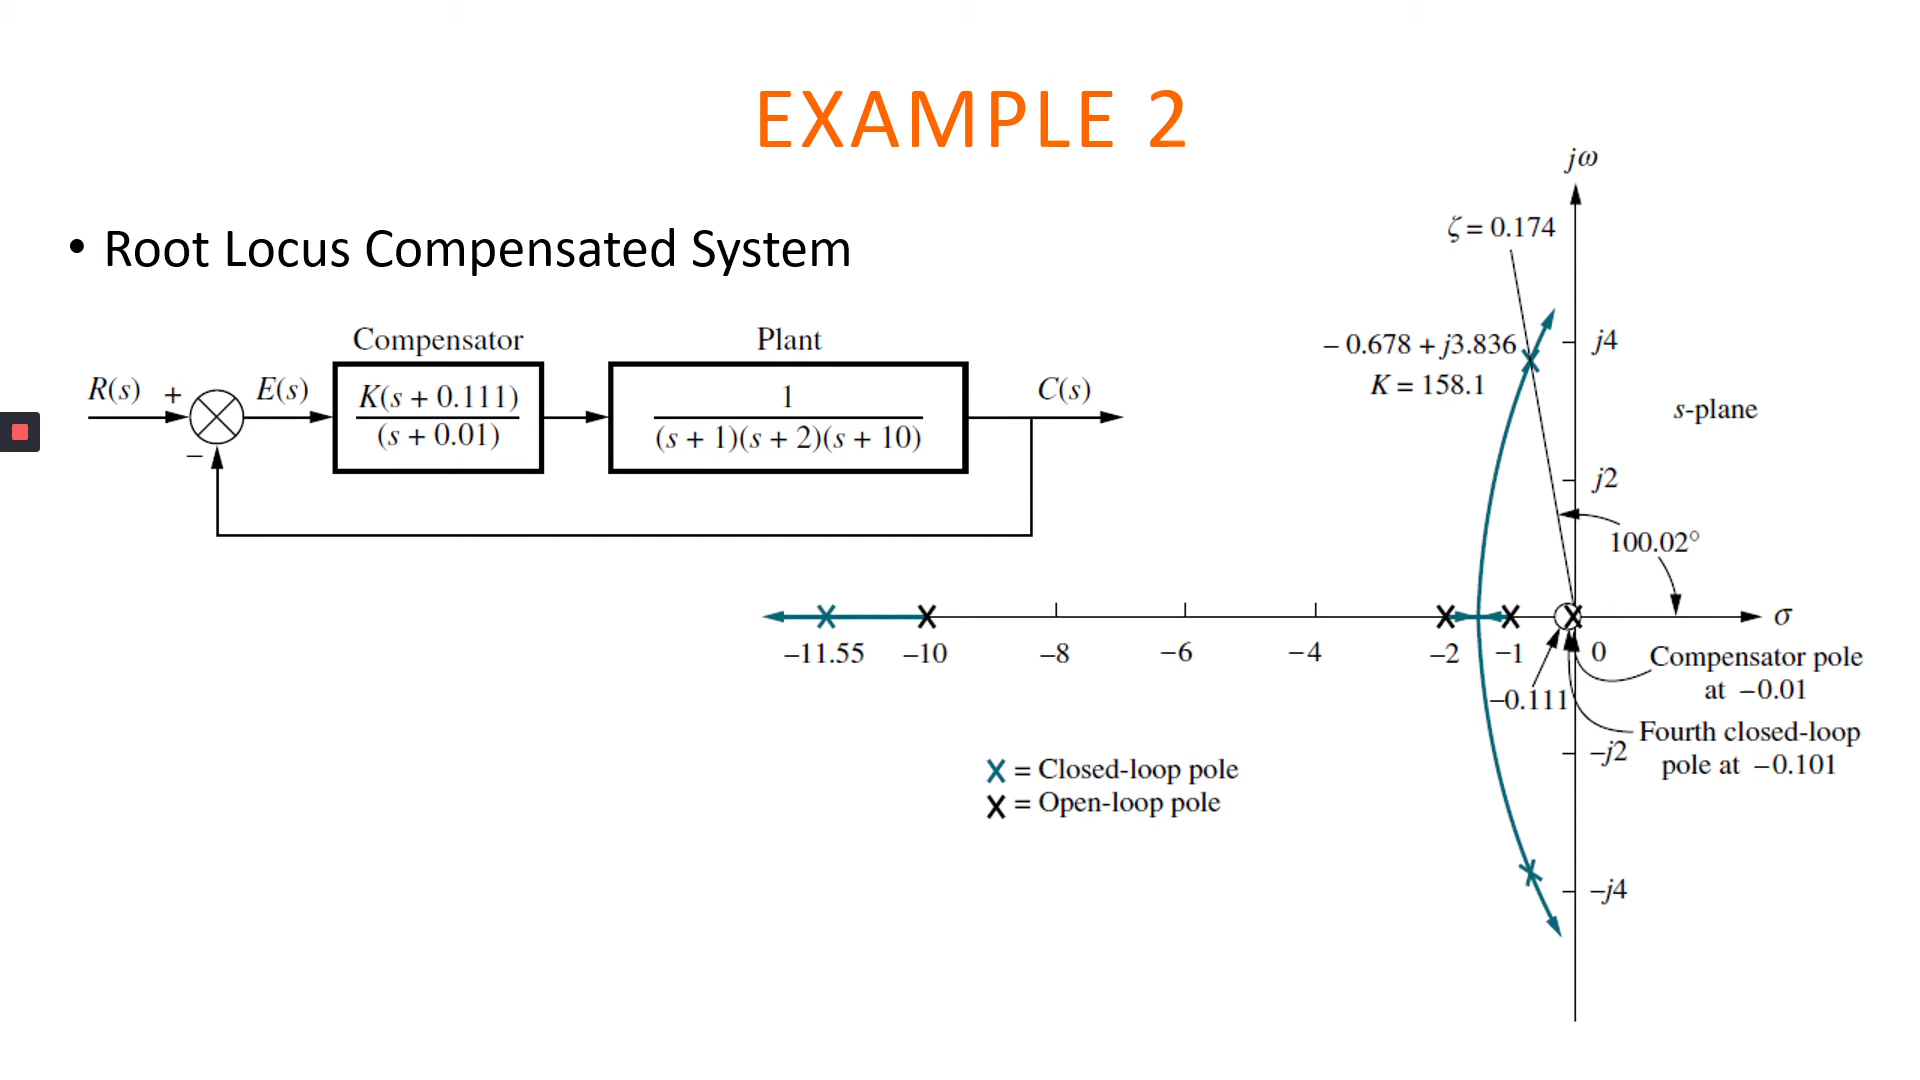 EXAMPLE 2
• Root Locus Compensated System
Compensator
Plant
R(s) + E(s)
K(s + 0.111)
(s + 0.01)
1
(s + 1)(s + 2)(s + 10)
C(s)
−
jω
ζ = 0.174
− 0.678 + j3.836
K = 158.1
j4
s-plane
j2
100.02°
σ
−11.55 −10 −8 −6 −4 −2 −1 0
−0.111
Compensator pole
at −0.01
Fourth closed-loop
pole at −0.101
−j2
−j4
X = Closed-loop pole
X = Open-loop pole